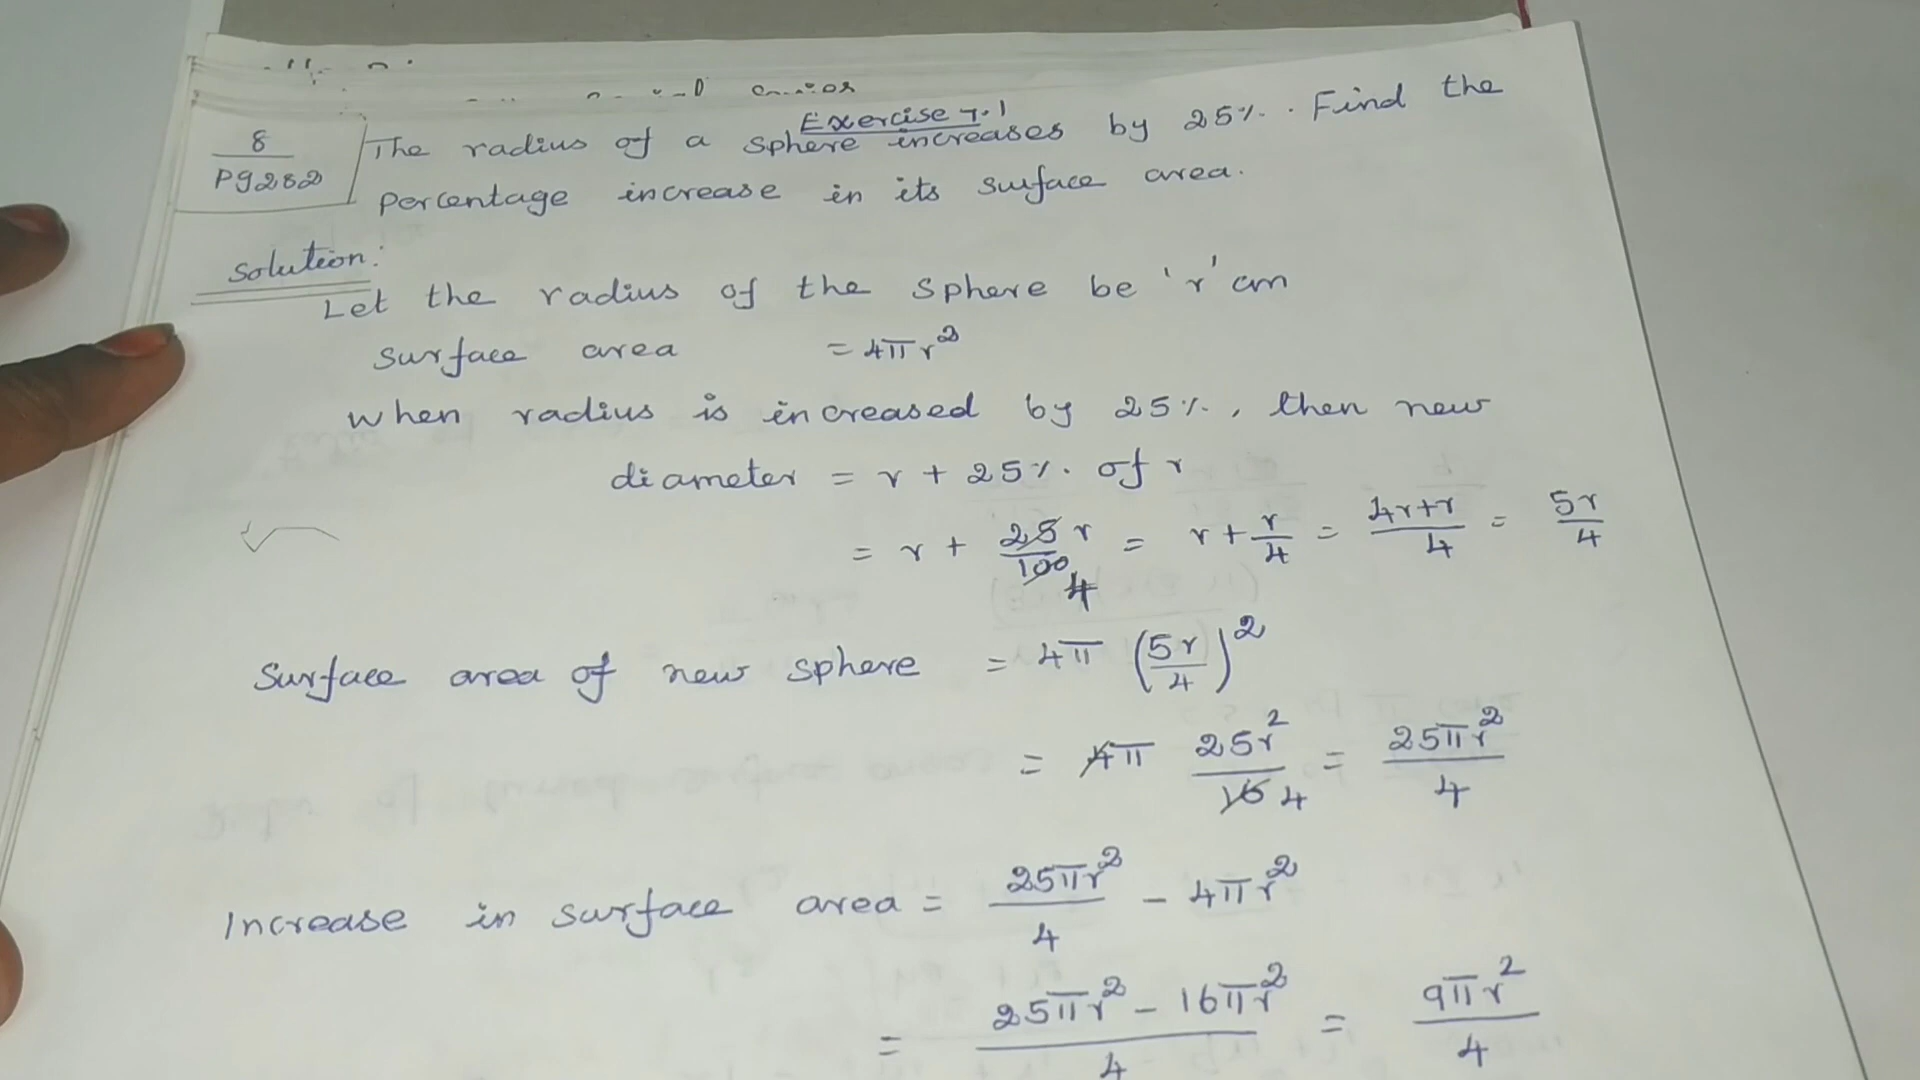 Exercise 7.1
8
Pg282
The radius of a sphere increases by 25%. Find the
percentage increase in its surface area.
Solution:
Let the radius of the sphere be 'r' cm
surface area = 4πr²
When radius is increased by 25%, then new
diameter = r + 25% of r
= r + 25r/100 4 = r + r/4 = 4r+r/4 = 5r/4
Surface area of new sphere = 4π (5r/4)²
= 4π 25r²/16 4 = 25πr²/4
Increase in surface area = 25πr²/4 - 4πr²
= 25πr² - 16πr²/4 = 9πr²/4